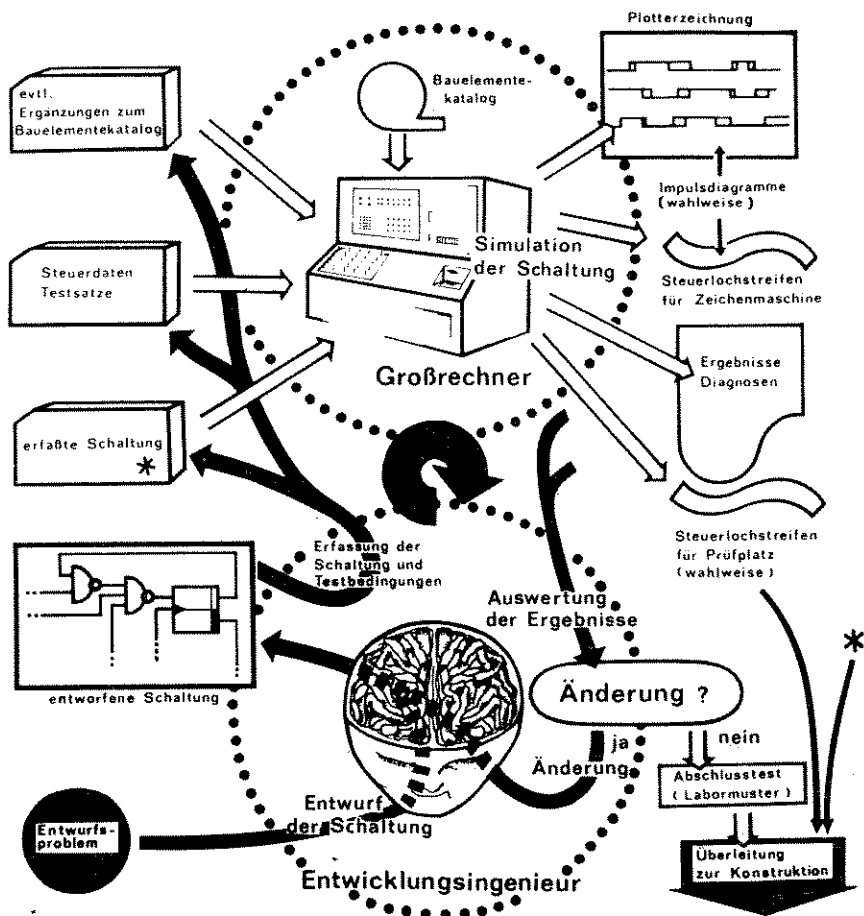 Plotterzeichnung
evtl.
Ergänzungen zum
Bauelementekatalog
Bauelemente-
katalog
Impulsdiagramme
(wahlweise)
Steuerdaten
Testsätze
Simulation
der Schaltung
Steuerlochstreifen
für Zeichenmaschine
Großrechner
Ergebnisse
Diagnosen
erfaßte Schaltung
*
Erfassung der
Schaltung und
Testbedingungen
Steuerlochstreifen
für Prüfplatz
(wahlweise)
Auswertung
der Ergebnisse
*
entworfene Schaltung
Änderung ?
ja
nein
Änderung
Abschlusstest
(Labormuster)
Entwurfs-
problem
Entwurf
der Schaltung
Überleitung
zur Konstruktion
Entwicklungsingenieur